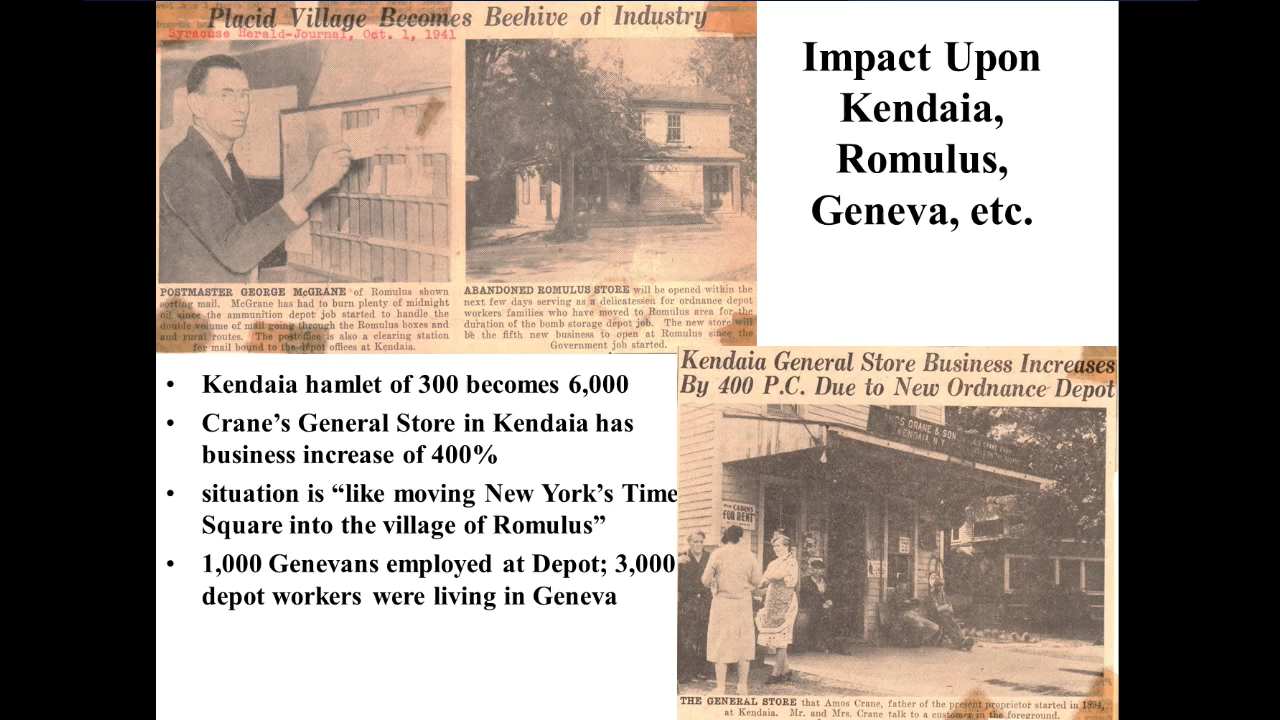 Placid Village Becomes Beehive of Industry
Syracuse Herald-Journal, Oct. 1, 1941
POSTMASTER GEORGE McGRANE of Romulus shown
sorting mail. McGrane has had to burn plenty of midnight
oil since the ammunition depot job started to handle the
double volume of mail going through the Romulus boxes and
and rural routes. The postoffice is also a clearing station
for mail bound to the depot offices at Kendaia.
ABANDONED ROMULUS STORE will be opened within the
next few days serving as a delicatessen for ordnance depot
workers families who have moved to Romulus area for the
duration of the bomb storage depot job. The new store will
be the fifth new business to open at Romulus since the
Government job started.
Impact Upon
Kendaia,
Romulus,
Geneva, etc.
• Kendaia hamlet of 300 becomes 6,000
• Crane’s General Store in Kendaia has
business increase of 400%
• situation is “like moving New York’s Time
Square into the village of Romulus”
• 1,000 Genevans employed at Depot; 3,000
depot workers were living in Geneva
Kendaia General Store Business Increases
By 400 P.C. Due to New Ordnance Depot
CRANE & SON
KENDAIA, N.Y.
CABINS
FOR RENT
THE GENERAL STORE that Amos Crane, father of the present proprietor started in 1894,
at Kendaia. Mr. and Mrs. Crane talk to a customer in the foreground.